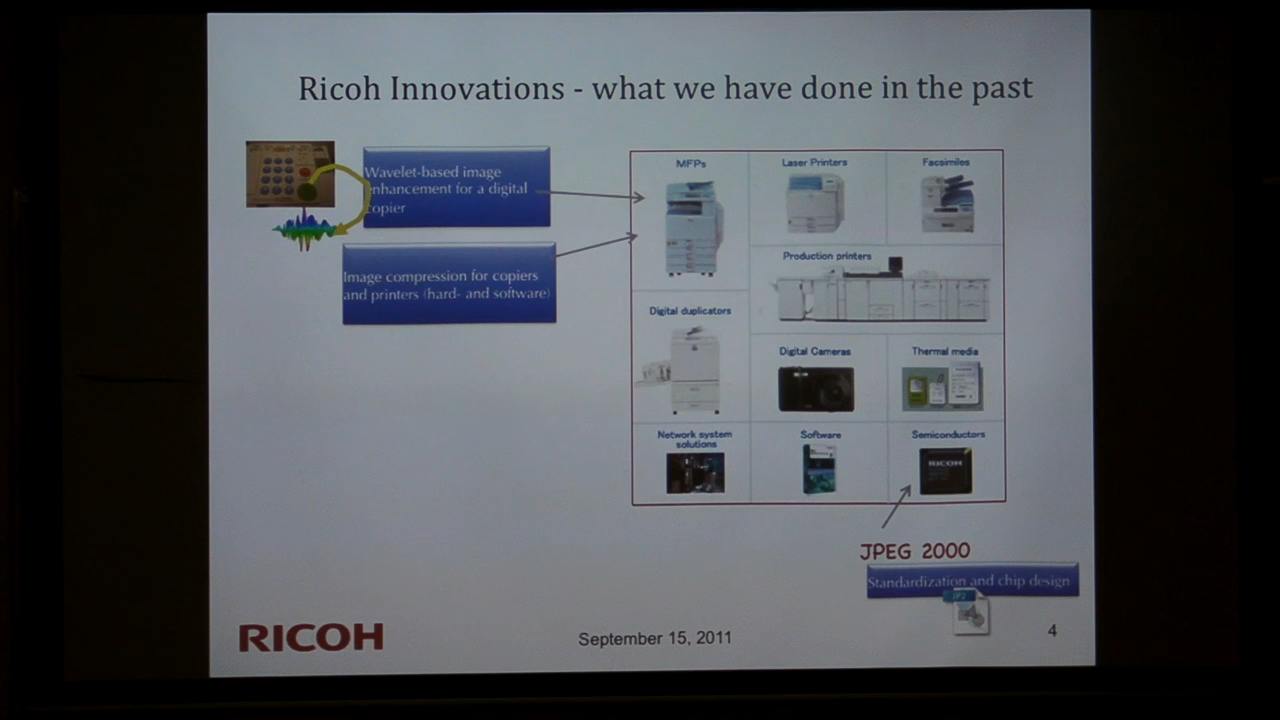 Ricoh Innovations - what we have done in the past
Wavelet-based image
enhancement for a digital
copier
Image compression for copiers
and printers (hard- and software)
MFPs
Laser Printers
Facsimiles
Production printers
Digital duplicators
Digital Cameras
Thermal media
Network system
solutions
Software
Semiconductors
RICOH
JPEG 2000
Standardization and chip design
JP2
RICOH
September 15, 2011
4